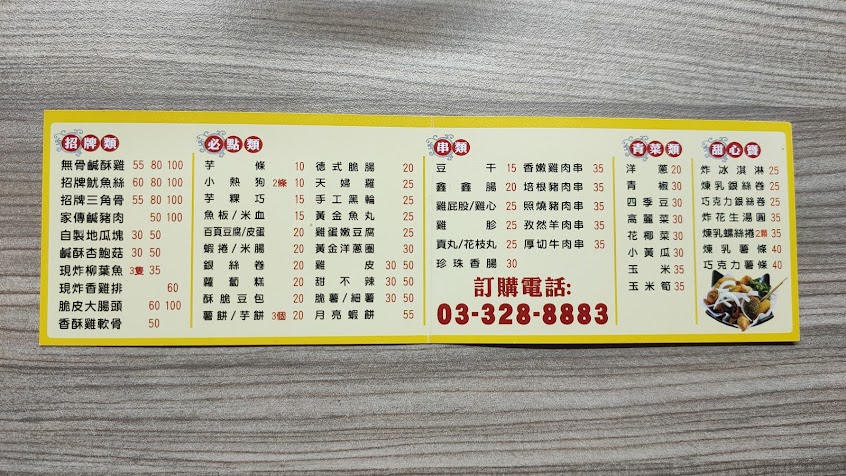 招牌類
無骨鹹酥雞 55 80 100
招牌魷魚絲 60 80 100
招牌三角骨 55 80 100
家傳鹹豬肉 50 100
自製地瓜塊 30 50
鹹酥杏鮑菇 30 50
現炸柳葉魚 3隻 35
現炸香雞排 60
脆皮大腸頭 60 100
香酥雞軟骨 50
必點類
芋條 10
小熱狗 2條 10
芋粿巧 15
魚板/米血 15
百頁豆腐/皮蛋 20
蝦捲/米腸 20
銀絲卷 20
蘿蔔糕 20
酥脆豆包 20
薯餅/芋餅 3個 20
德式脆腸 20
天婦羅 25
手工黑輪 25
黃金魚丸 25
雞蛋嫩豆腐 25
黃金洋蔥圈 30
雞皮 30 50
甜不辣 30 50
脆薯/細薯 30 50
月亮蝦餅 55
串類
豆干 15
鑫鑫腸 20
雞屁股/雞心 25
雞胗 25
貢丸/花枝丸 25
珍珠香腸 30
香嫩雞肉串 35
培根豬肉串 35
照燒豬肉串 35
孜然羊肉串 35
厚切牛肉串 35
訂購電話:
03-328-8883
青菜類
洋蔥 20
青椒 30
四季豆 30
高麗菜 30
花椰菜 30
小黃瓜 30
玉米 35
玉米筍 35
甜心寶
炸冰淇淋 25
煉乳銀絲卷 25
巧克力銀絲卷 25
炸花生湯圓 35
煉乳螺絲捲 2顆 35
煉乳薯條 40
巧克力薯條 40